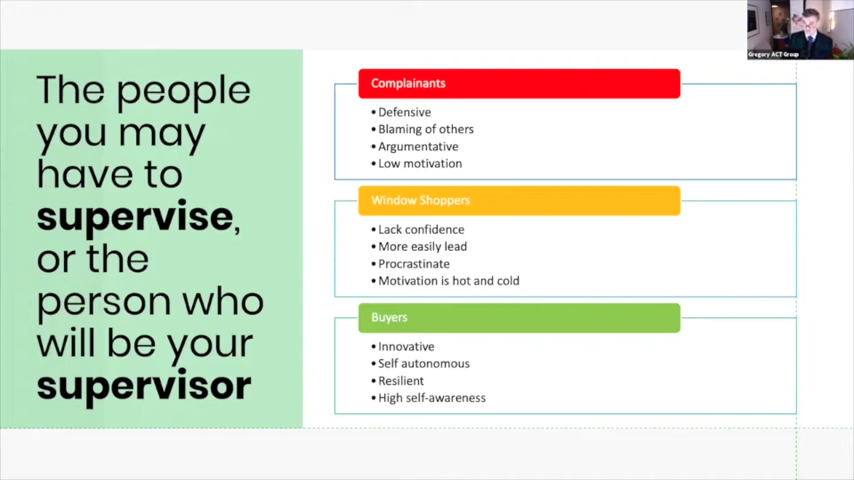 The people
you may
have to
supervise,
or the
person who
will be your
supervisor
Complainants
• Defensive
• Blaming of others
• Argumentative
• Low motivation
Window Shoppers
• Lack confidence
• More easily lead
• Procrastinate
• Motivation is hot and cold
Buyers
• Innovative
• Self autonomous
• Resilient
• High self-awareness
Gregory ACT Group